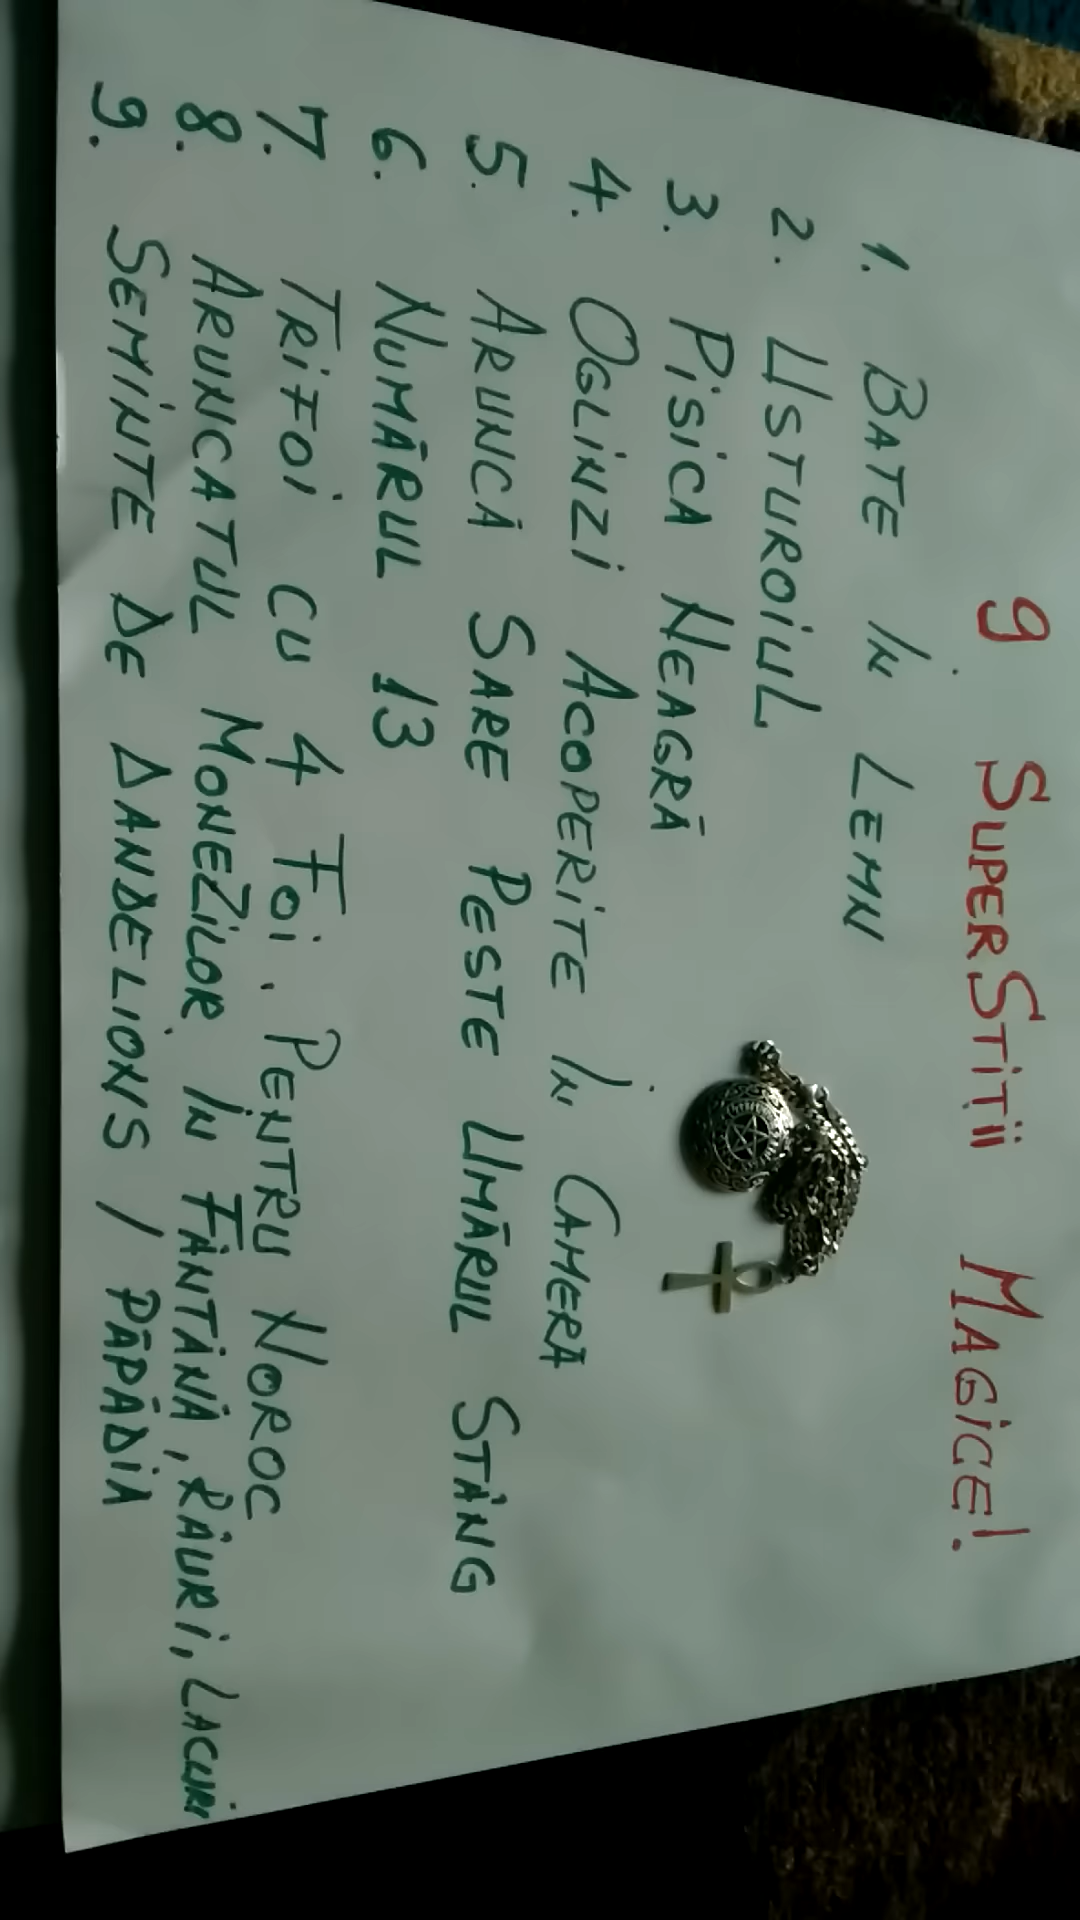 9 SUPERSTIȚII MAGICE!
1. BATE ÎN LEMN
2. USTUROIUL
3. PISICA NEAGRĂ
4. OGLINZI ACOPERITE ÎN CAMERA
5. ARUNCĂ SARE PESTE UMĂRUL STÂNG
6. NUMĂRUL 13
7. TRIFOI CU 4 FOI. PENTRU NOROC
8. ARUNCATUL MONEZILOR ÎN FÂNTÂNĂ, RÂURI, LACURI
9. SEMINTE DE DANDELIONS / PĂPĂDIA